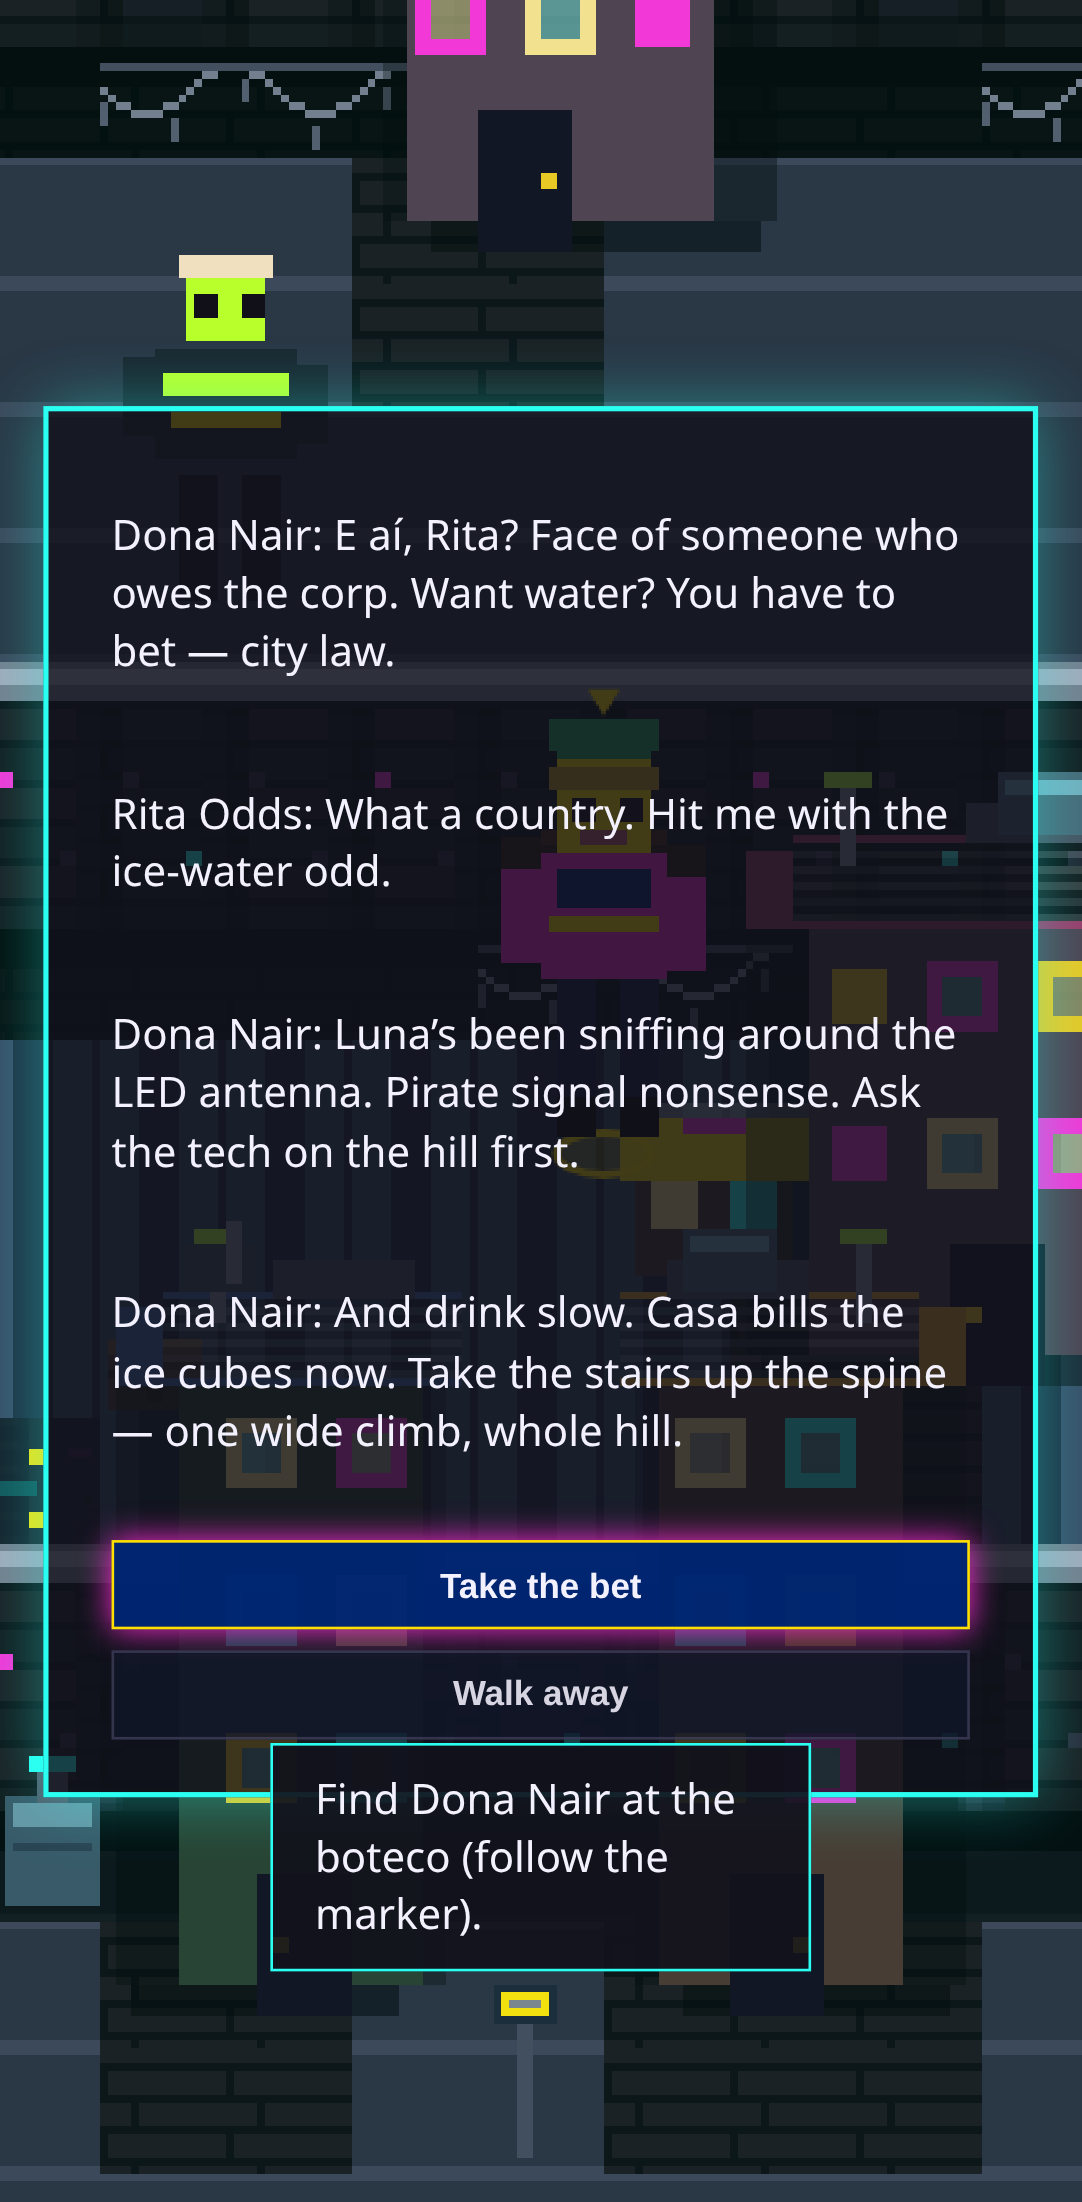 Dona Nair: E aí, Rita? Face of someone who
owes the corp. Want water? You have to
bet — city law.
Rita Odds: What a country. Hit me with the
ice-water odd.
Dona Nair: Luna’s been sniffing around the
LED antenna. Pirate signal nonsense. Ask
the tech on the hill first.
Dona Nair: And drink slow. Casa bills the
ice cubes now. Take the stairs up the spine
— one wide climb, whole hill.
Take the bet
Walk away
Find Dona Nair at the
boteco (follow the
marker).